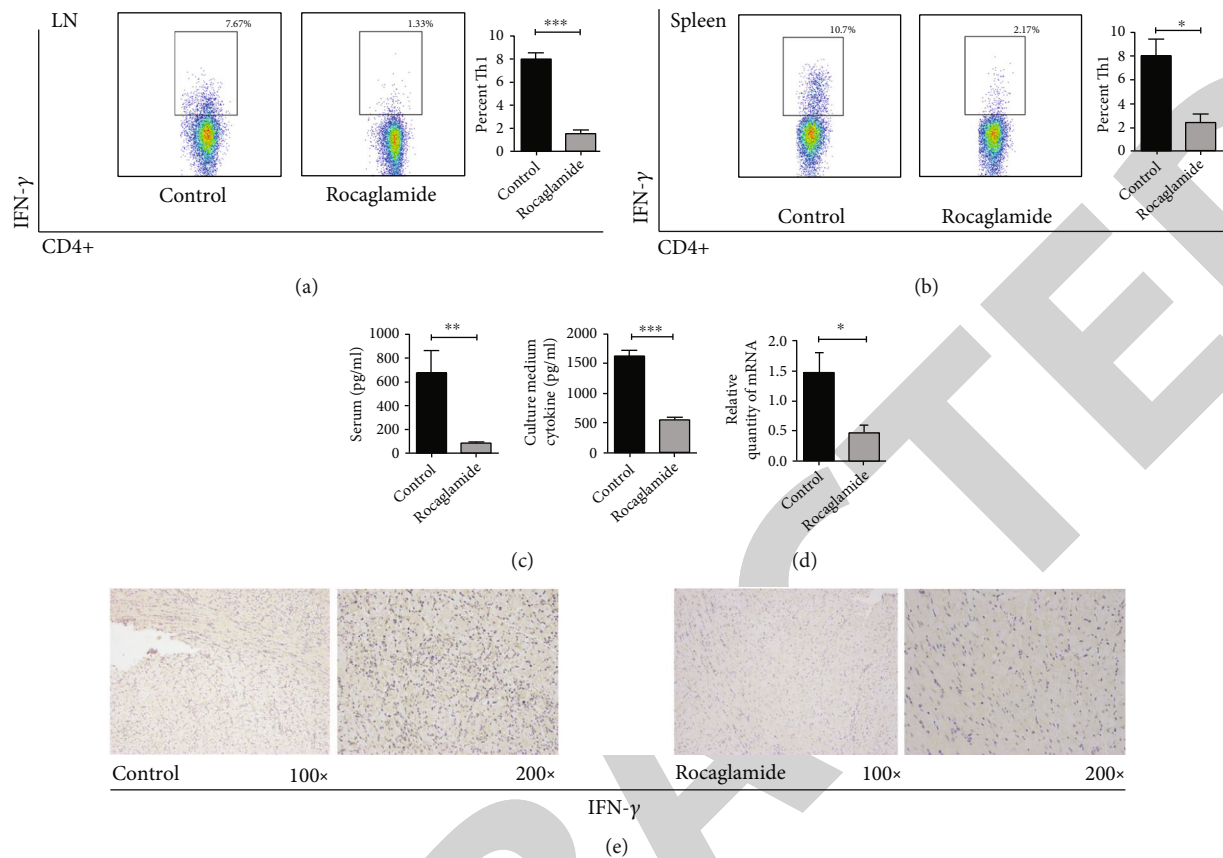 LN
7.67%
1.33%
***
10
8
6
4
2
0
Percent Th1
Control
Rocaglamide
Control
Rocaglamide
IFN-γ
CD4+
(a)
Spleen
10.7%
2.17%
*
10
8
6
4
2
0
Percent Th1
Control
Rocaglamide
Control
Rocaglamide
IFN-γ
CD4+
(b)
**
1000
800
600
400
200
0
Serum (pg/ml)
Control
Rocaglamide
***
2000
1500
1000
500
0
Culture medium
cytokine (pg/ml)
Control
Rocaglamide
(c)
*
2.0
1.5
1.0
0.5
0.0
Relative
quantity of mRNA
Control
Rocaglamide
(d)
Control 100× 200×
Rocaglamide 100× 200×
IFN-γ
(e)